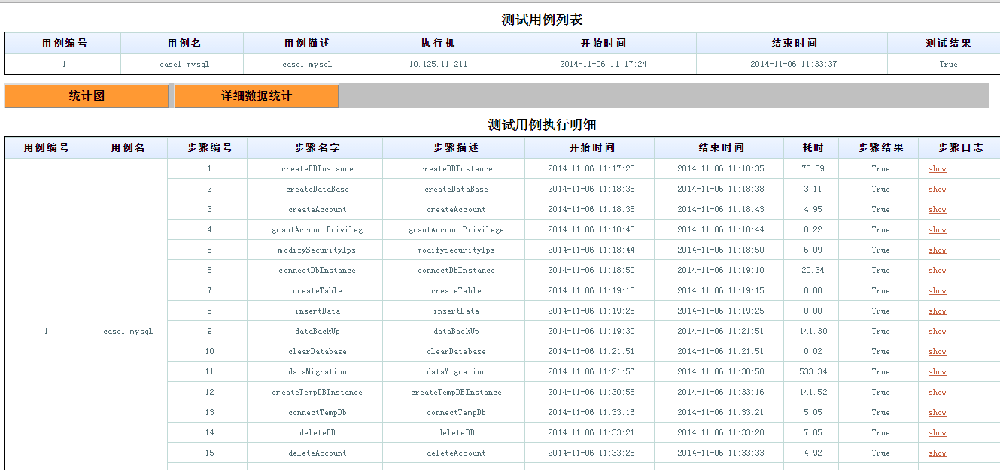 测试用例列表
用例编号 用例名 用例描述 执行机 开始时间 结束时间 测试结果
1 case1_mysql case1_mysql 10.125.11.211 2014-11-06 11:17:24 2014-11-06 11:33:37 True
统计图 详细数据统计
测试用例执行明细
用例编号 用例名 步骤编号 步骤名字 步骤描述 开始时间 结束时间 耗时 步骤结果 步骤日志
1 createDBInstance createDBInstance 2014-11-06 11:17:25 2014-11-06 11:18:35 70.09 True show
2 createDataBase createDataBase 2014-11-06 11:18:35 2014-11-06 11:18:38 3.11 True show
3 createAccount createAccount 2014-11-06 11:18:38 2014-11-06 11:18:43 4.95 True show
4 grantAccountPrivileg grantAccountPrivilege 2014-11-06 11:18:43 2014-11-06 11:18:44 0.22 True show
5 modifySecurityIps modifySecurityIps 2014-11-06 11:18:44 2014-11-06 11:18:50 6.09 True show
6 connectDbInstance connectDbInstance 2014-11-06 11:18:50 2014-11-06 11:19:10 20.34 True show
7 createTable createTable 2014-11-06 11:19:15 2014-11-06 11:19:15 0.00 True show
8 insertData insertData 2014-11-06 11:19:25 2014-11-06 11:19:25 0.00 True show
1 case1_mysql 9 dataBackUp dataBackUp 2014-11-06 11:19:30 2014-11-06 11:21:51 141.30 True show
10 clearDatabase clearDatabase 2014-11-06 11:21:51 2014-11-06 11:21:51 0.02 True show
11 dataMigration dataMigration 2014-11-06 11:21:56 2014-11-06 11:30:50 533.34 True show
12 createTempDBInstance createTempDBInstance 2014-11-06 11:30:55 2014-11-06 11:33:16 141.52 True show
13 connectTempDb connectTempDb 2014-11-06 11:33:16 2014-11-06 11:33:21 5.05 True show
14 deleteDB deleteDB 2014-11-06 11:33:21 2014-11-06 11:33:28 7.05 True show
15 deleteAccount deleteAccount 2014-11-06 11:33:28 2014-11-06 11:33:33 4.92 True show